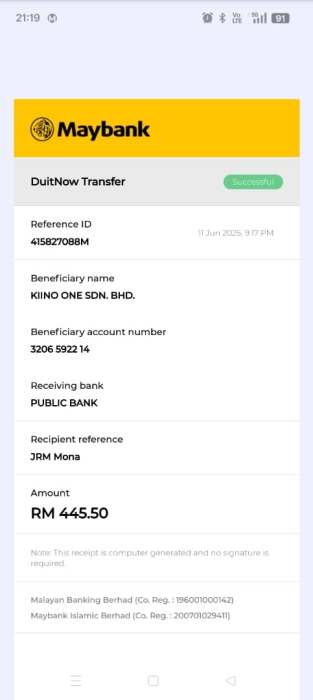 21:19
Vo
LTE
5G
91
Maybank
DuitNow Transfer
Successful
Reference ID
11 Jun 2025, 9:17 PM
415827088M
Beneficiary name
KIINO ONE SDN. BHD.
Beneficiary account number
3206 5922 14
Receiving bank
PUBLIC BANK
Recipient reference
JRM Mona
Amount
RM 445.50
Note: This receipt is computer generated and no signature is
required.
Malayan Banking Berhad (Co. Reg. : 196001000142)
Maybank Islamic Berhad (Co. Reg. : 200701029411)